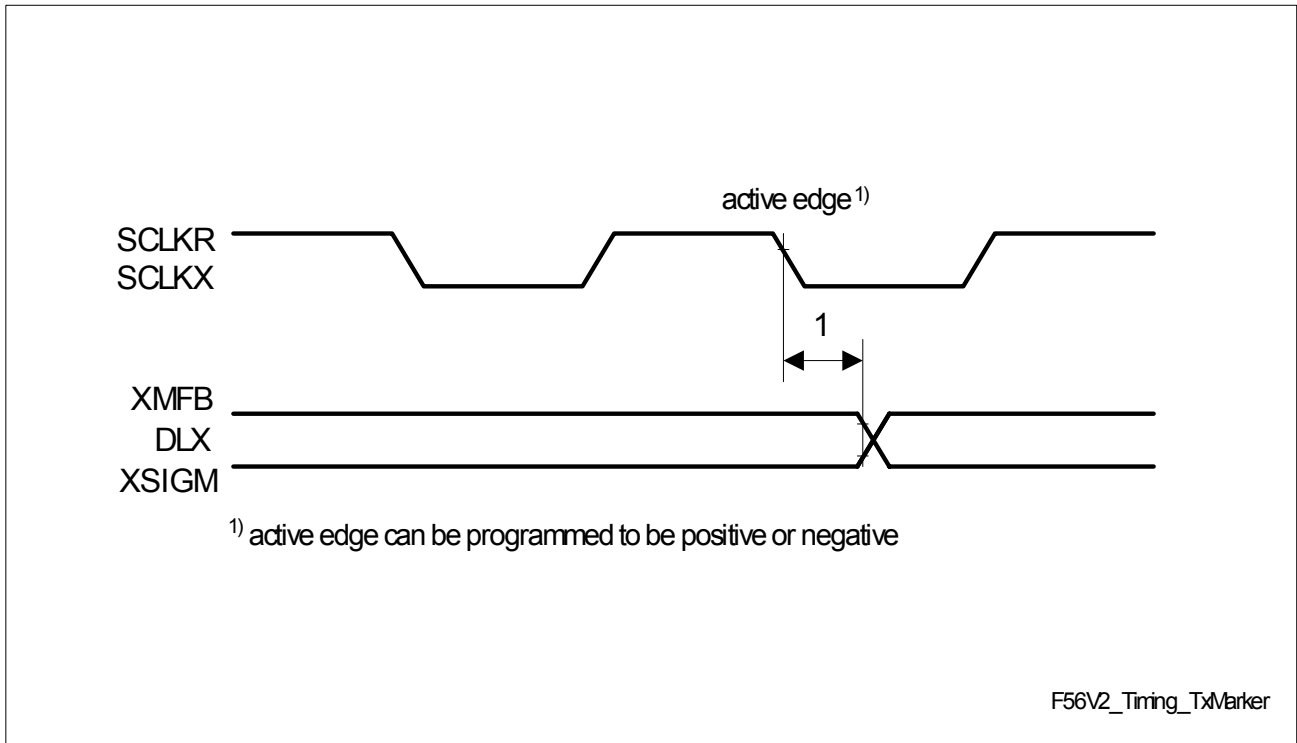 active edge 1)
SCLKR
SCLKX
1
XMFB
DLX
XSIGM
1) active edge can be programmed to be positive or negative
F56V2_Timing_TxMarker